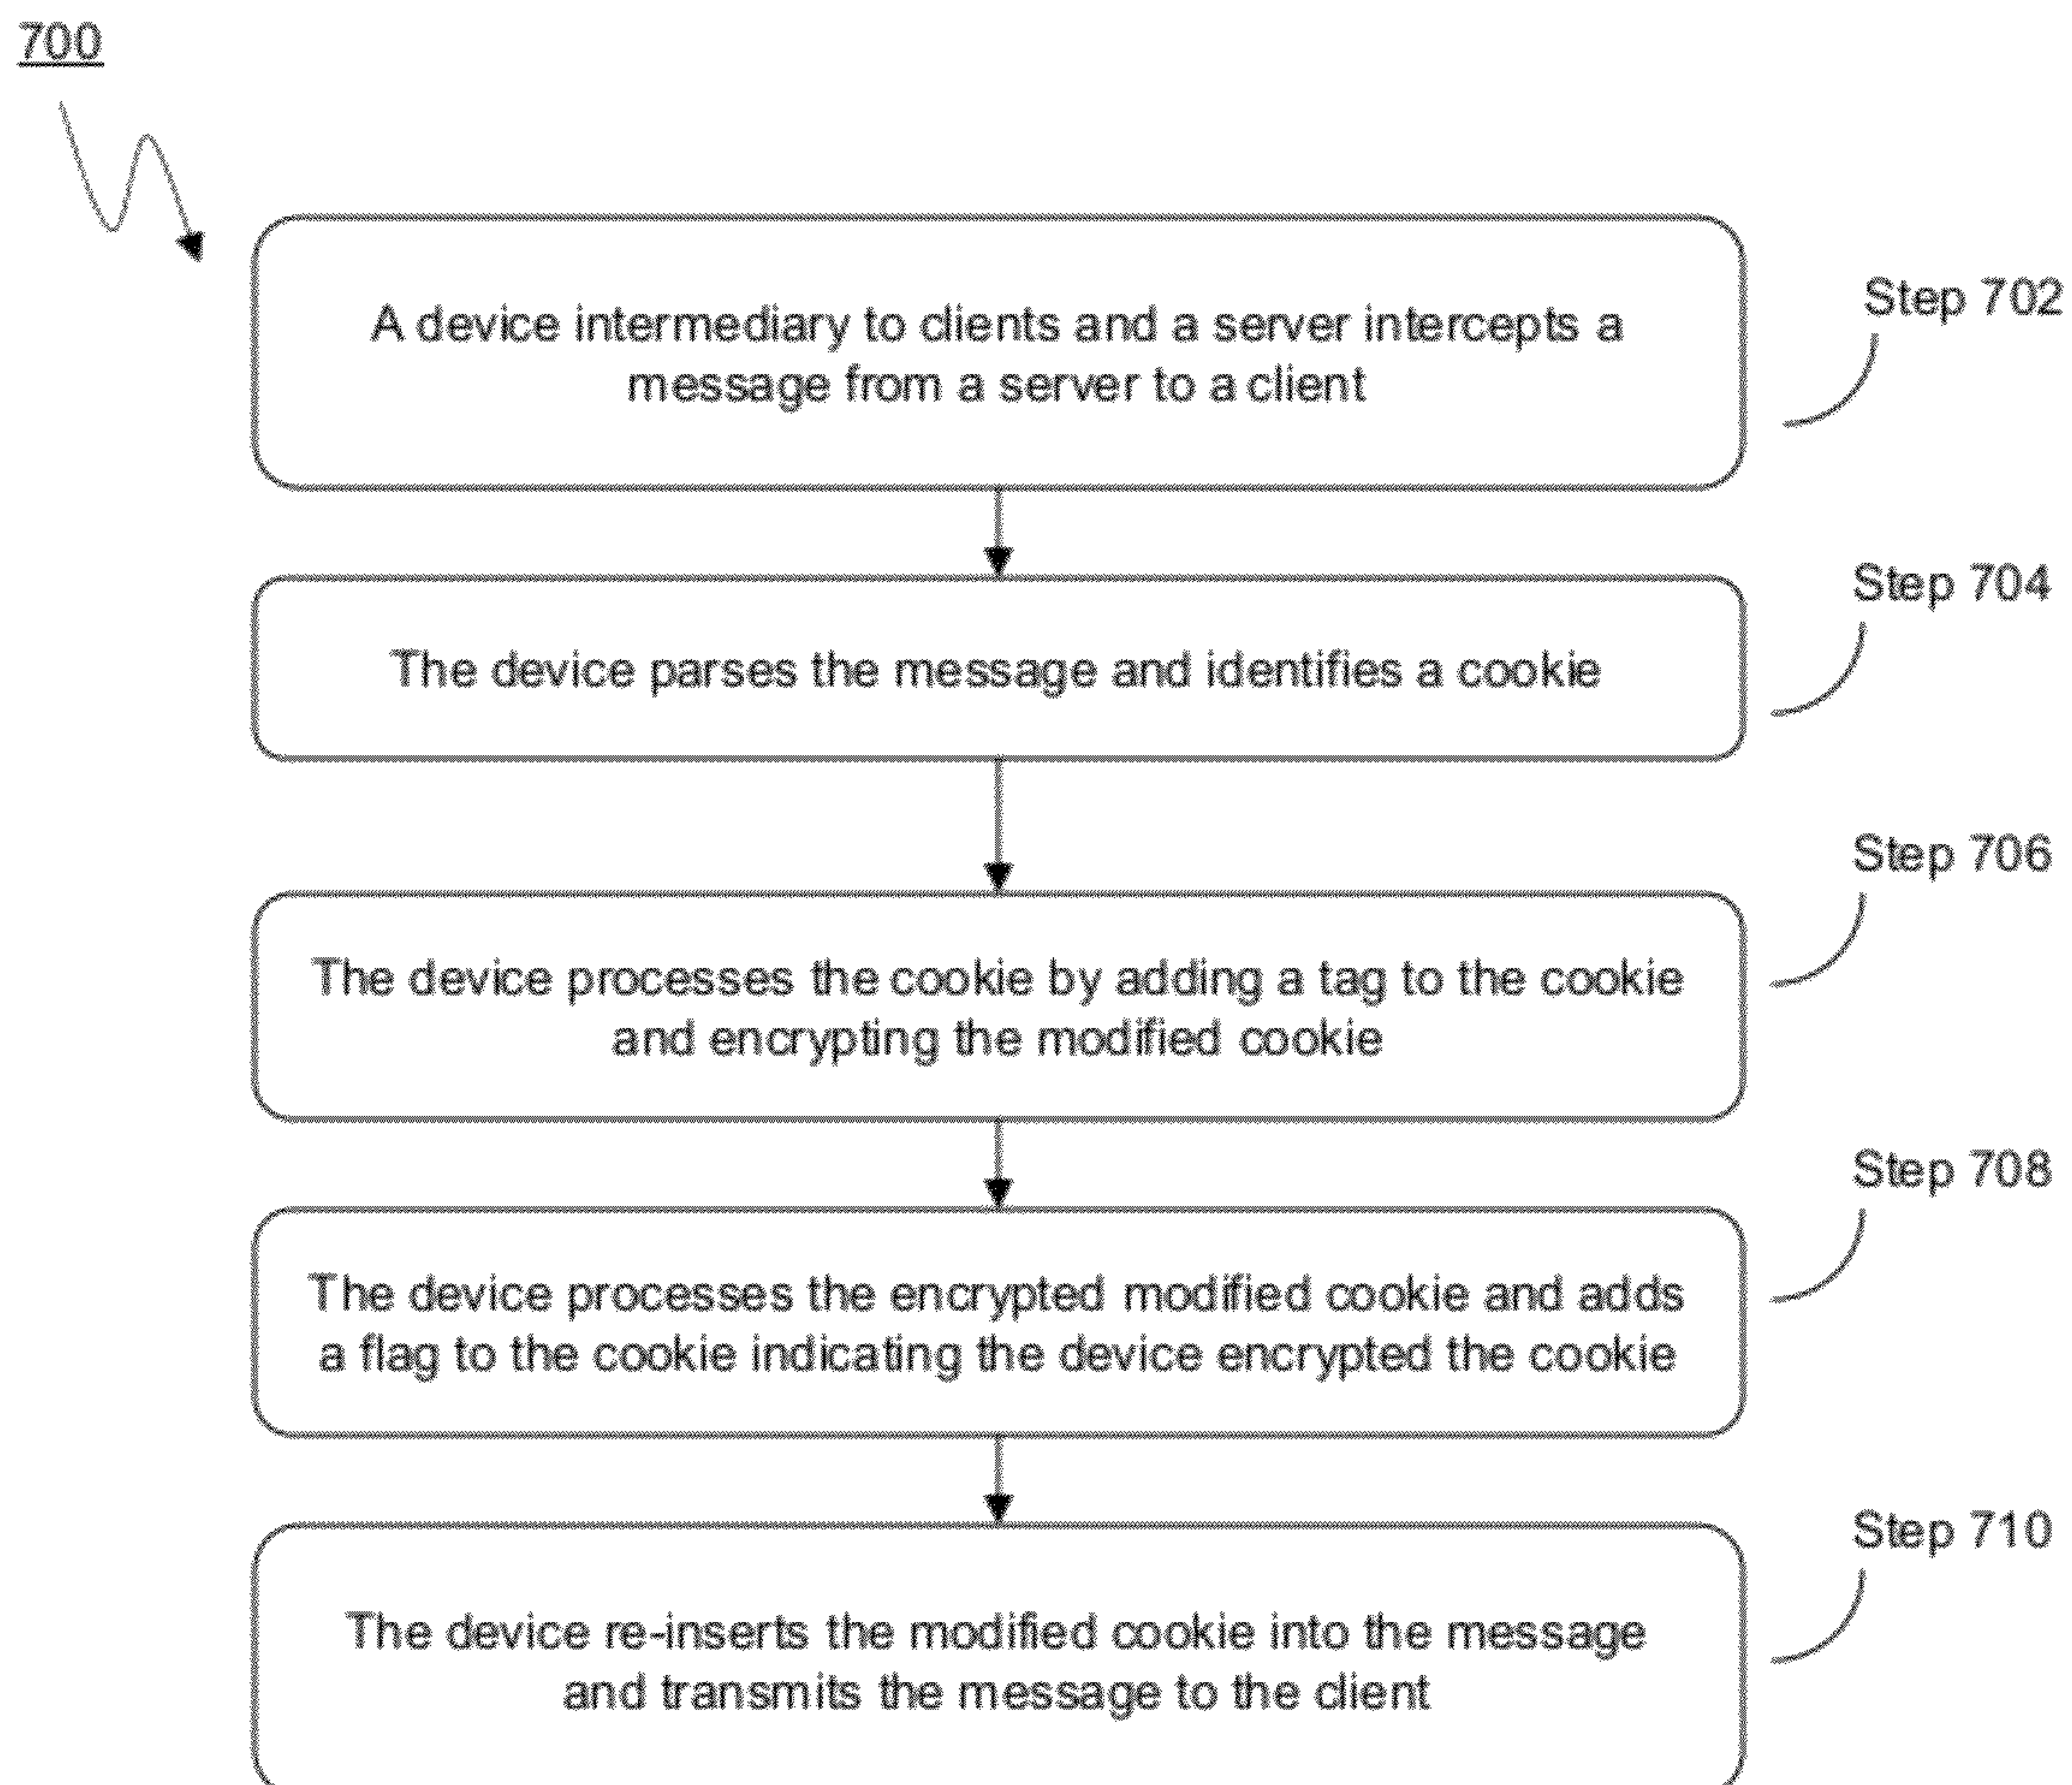 700
A device intermediary to clients and a server intercepts a
message from a server to a client
Step 702
The device parses the message and identifies a cookie
Step 704
The device processes the cookie by adding a tag to the cookie
and encrypting the modified cookie
Step 706
The device processes the encrypted modified cookie and adds
a flag to the cookie indicating the device encrypted the cookie
Step 708
The device re-inserts the modified cookie into the message
and transmits the message to the client
Step 710